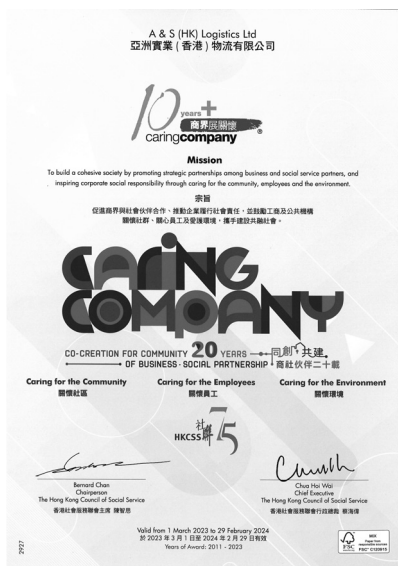 A & S (HK) Logistics Ltd
亞洲實業 ( 香港 ) 物流有限公司
10 years +
商界展關懷
caringcompany®
Mission
To build a cohesive society by promoting strategic partnerships among business and social service partners, and
inspiring corporate social responsibility through caring for the community, employees and the environment.
宗旨
促進商界與社會伙伴合作、推動企業履行社會責任，並鼓勵工商及公共機構
關懷社群、關心員工及愛護環境，攜手建設共融社會。
CARING
COMPANY
CO-CREATION FOR COMMUNITY 20 YEARS 同創 共建
OF BUSINESS-SOCIAL PARTNERSHIP 商社伙伴二十載
Caring for the Community Caring for the Employees Caring for the Environment
關懷社區 關懷員工 關懷環境
HKCSS 社聯 75
Bernard Chan
Chairperson
The Hong Kong Council of Social Service
香港社會服務聯會主席 陳智思
Chua Hoi Wai
Chief Executive
The Hong Kong Council of Social Service
香港社會服務聯會行政總裁 蔡海偉
Valid from 1 March 2023 to 29 February 2024
於 2023 年 3 月 1 日至 2024 年 2 月 29 日有效
Years of Award: 2011 - 2023
2927
FSC
MIX
Paper from
responsible sources